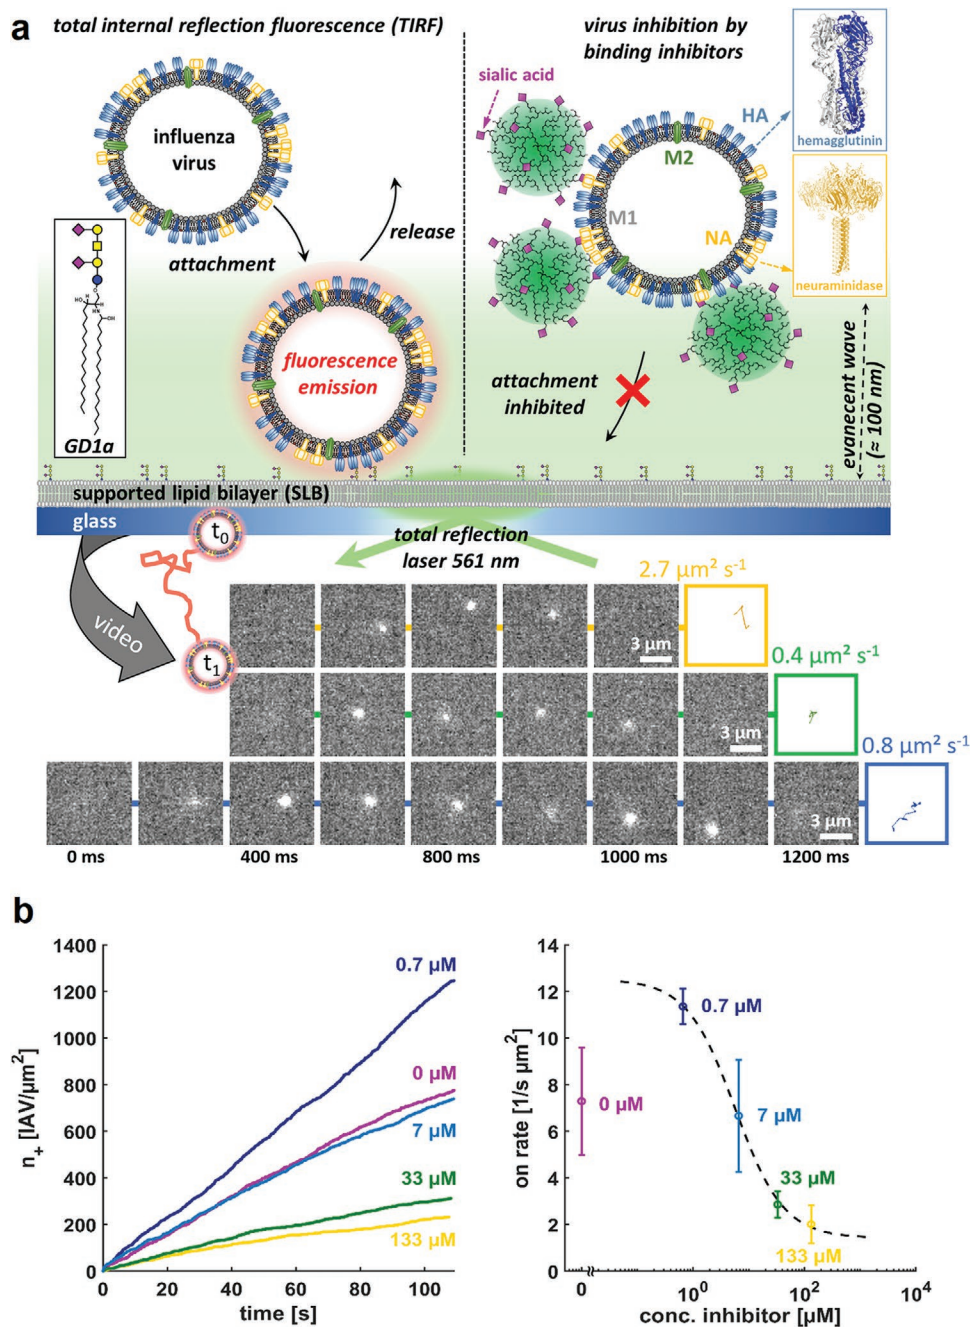 a
total internal reflection fluorescence (TIRF)
virus inhibition by
binding inhibitors
sialic acid
HA
hemagglutinin
influenza
virus
M2
M1
NA
neuraminidase
release
attachment
HO
H
H
NH
O
OH
GD1a
fluorescence
emission
attachment
inhibited
evanecent wave
(≈ 100 nm)
supported lipid bilayer (SLB)
glass
t0
total reflection
laser 561 nm
video
t1
2.7 µm² s⁻¹
3 µm
0.4 µm² s⁻¹
3 µm
0.8 µm² s⁻¹
3 µm
0 ms
400 ms
800 ms
1000 ms
1200 ms
b
1400
1200
1000
800
600
400
200
0
n₊ [IAV/µm²]
0.7 µM
0 µM
7 µM
33 µM
133 µM
0 20 40 60 80 100
time [s]
14
12
10
8
6
4
2
0
on rate [1/s µm²]
0.7 µM
0 µM
7 µM
33 µM
133 µM
0 10⁰ 10² 10⁴
conc. inhibitor [µM]